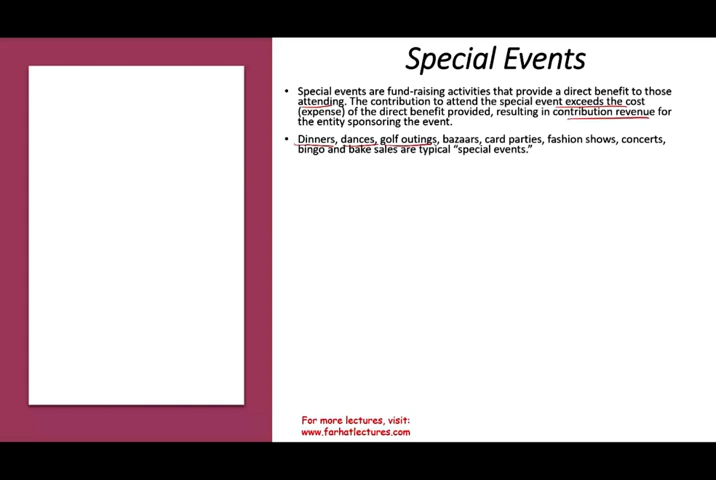 Special Events
• Special events are fund-raising activities that provide a direct benefit to those
attending. The contribution to attend the special event exceeds the cost
(expense) of the direct benefit provided, resulting in contribution revenue for
the entity sponsoring the event.
• Dinners, dances, golf outings, bazaars, card parties, fashion shows, concerts,
bingo and bake sales are typical “special events.”
For more lectures, visit:
www.farhatlectures.com